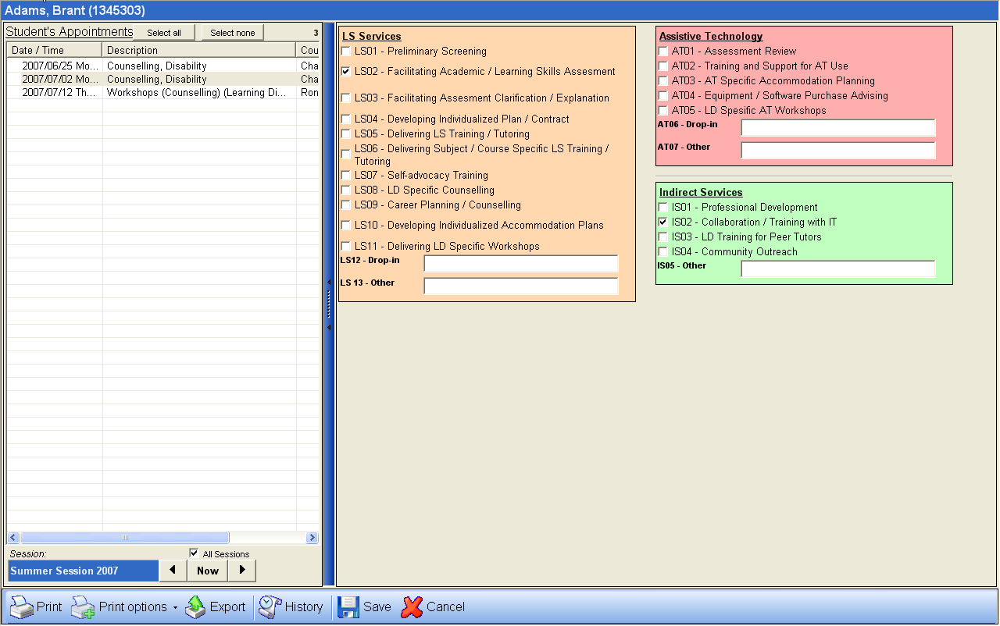 Adams, Brant (1345303)
Student's Appointments Select all Select none 3
Date / Time Description Cou
2007/06/25 Mo... Counselling, Disability Cha
2007/07/02 Mo... Counselling, Disability Cha
2007/07/12 Th... Workshops (Counselling) (Learning Di... Ron
Session: All Sessions
Summer Session 2007 Now
LS Services
LS01 - Preliminary Screening
LS02 - Facilitating Academic / Learning Skills Assesment
LS03 - Facilitating Assesment Clarification / Explanation
LS04 - Developing Individualized Plan / Contract
LS05 - Delivering LS Training / Tutoring
LS06 - Delivering Subject / Course Specific LS Training /
Tutoring
LS07 - Self-advocacy Training
LS08 - LD Specific Counselling
LS09 - Career Planning / Counselling
LS10 - Developing Individualized Accommodation Plans
LS11 - Delivering LD Specific Workshops
LS12 - Drop-in
LS 13 - Other
Assistive Technology
AT01 - Assessment Review
AT02 - Training and Support for AT Use
AT03 - AT Specific Accommodation Planning
AT04 - Equipment / Software Purchase Advising
AT05 - LD Spesific AT Workshops
AT06 - Drop-in
AT07 - Other
Indirect Services
IS01 - Professional Development
IS02 - Collaboration / Training with IT
IS03 - LD Training for Peer Tutors
IS04 - Community Outreach
IS05 - Other
Print Print options Export History Save Cancel